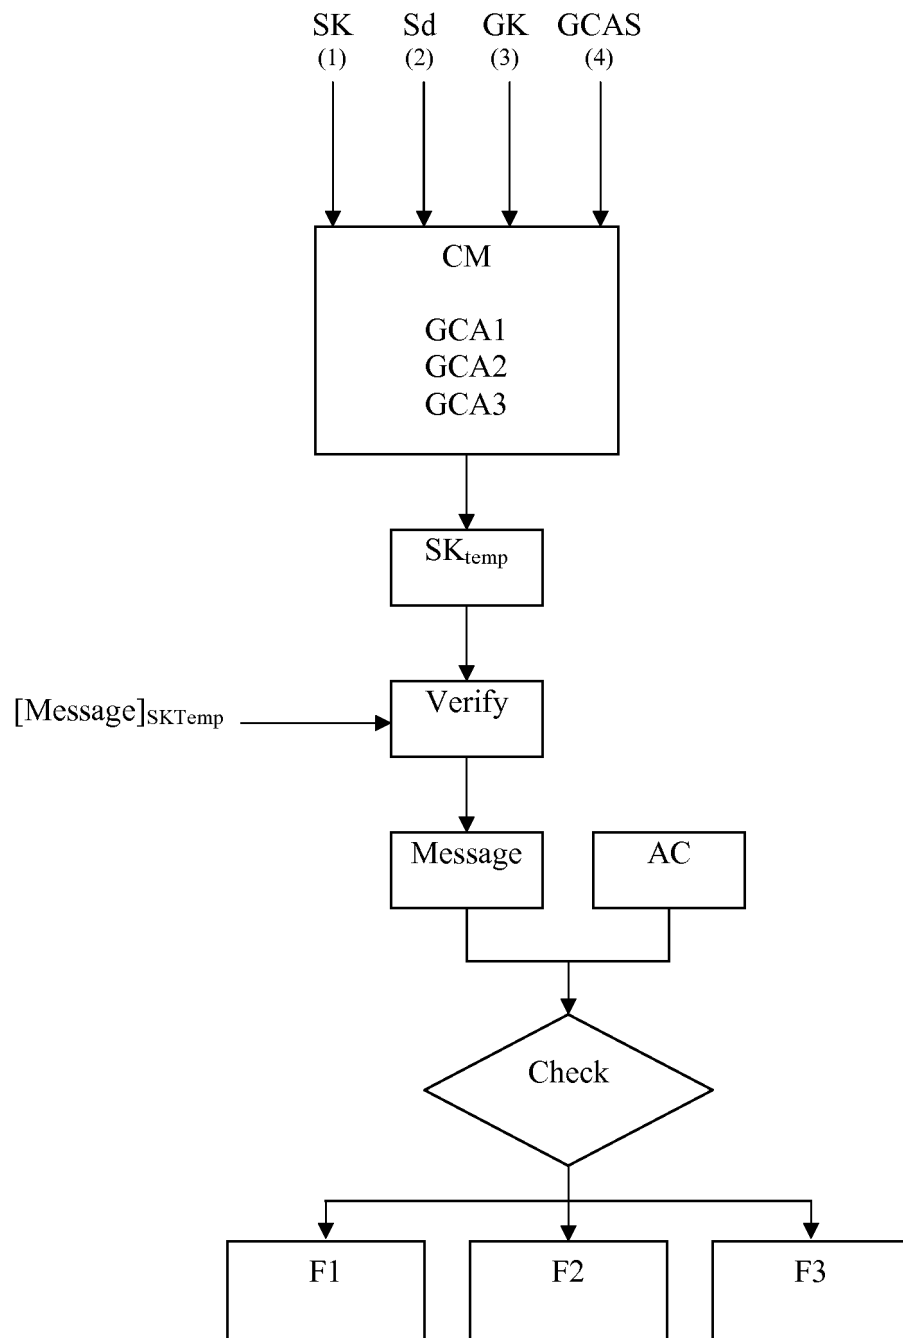 SK Sd GK GCAS
(1) (2) (3) (4)
CM
GCA1
GCA2
GCA3
SKtemp
Verify
[Message]SKTemp
Message AC
Check
F1 F2 F3